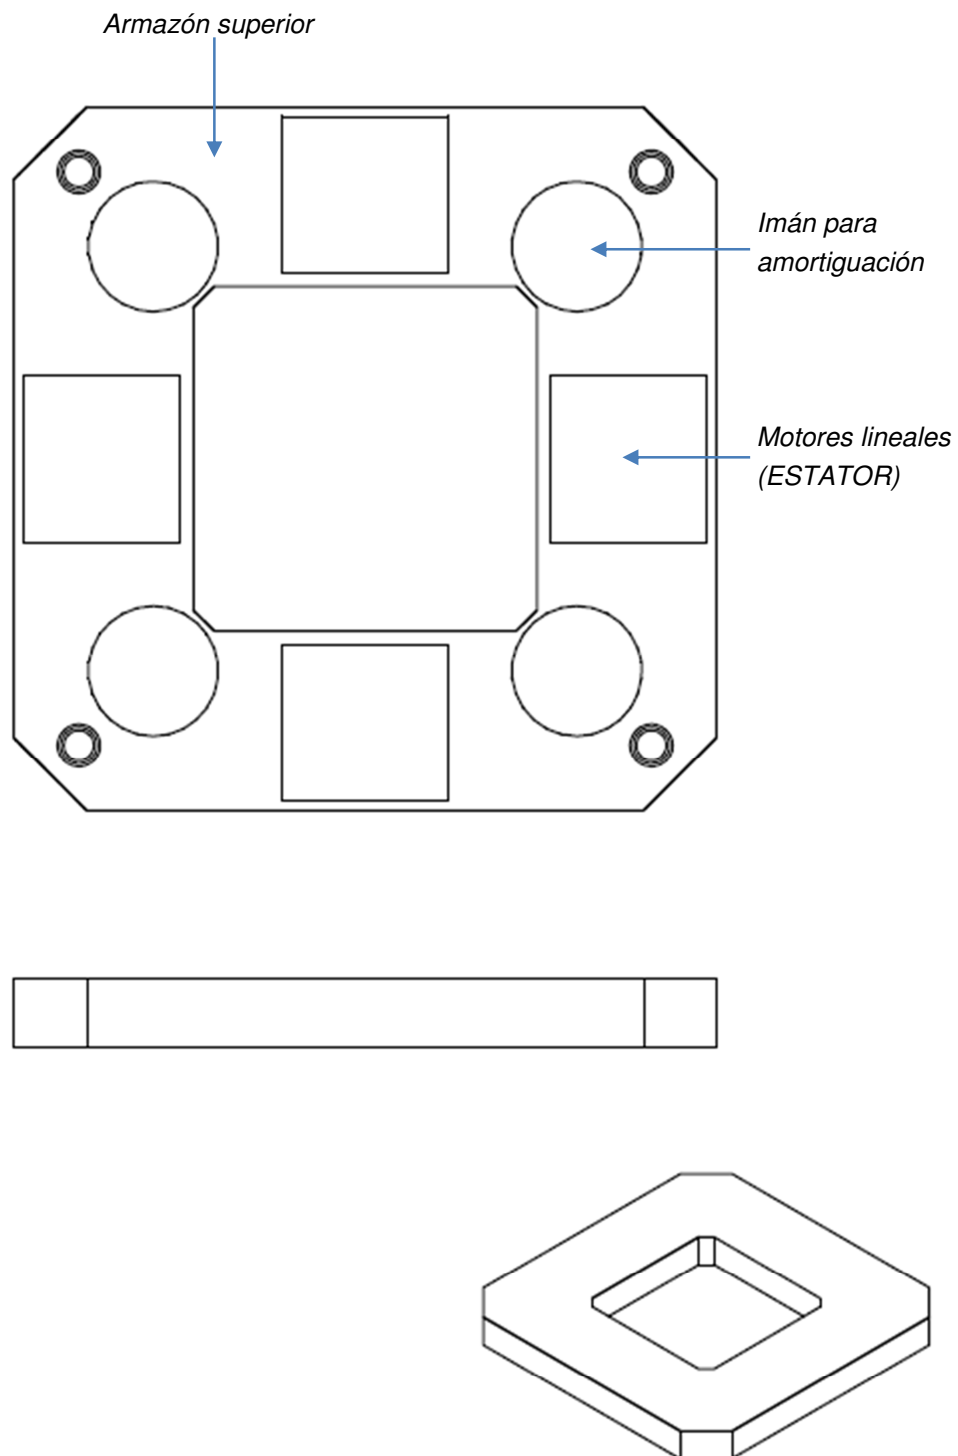 Armazón superior
Imán para
amortiguación
Motores lineales
(ESTATOR)